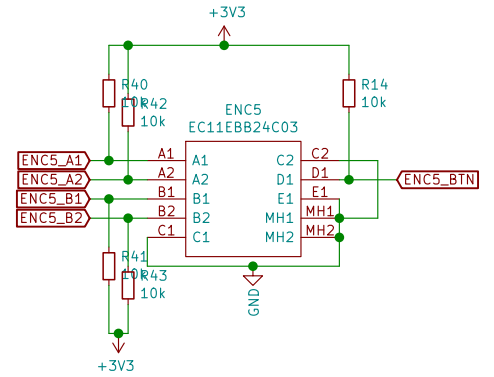 +3V3
R40
10k
R42
10k
R14
10k
ENC5
EC11EBB24C03
ENC5_A1
A1
A1
C2
C2
ENC5_A2
A2
A2
D1
D1
ENC5_BTN
ENC5_B1
B1
B1
E1
E1
ENC5_B2
B2
B2
MH1
MH1
C1
C1
MH2
MH2
R41
10k
R43
10k
GND
+3V3